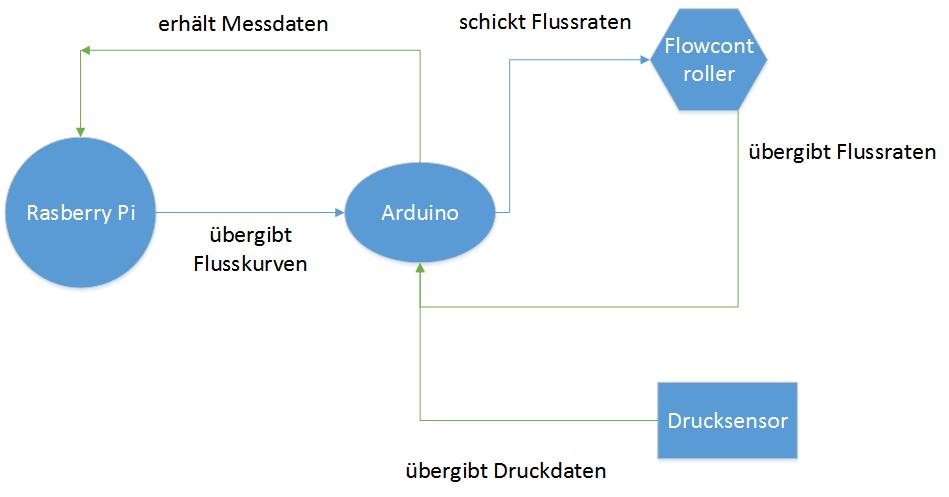 erhält Messdaten
schickt Flussraten
Flowcont
roller
übergibt Flussraten
Rasberry Pi
Arduino
übergibt
Flusskurven
Drucksensor
übergibt Druckdaten